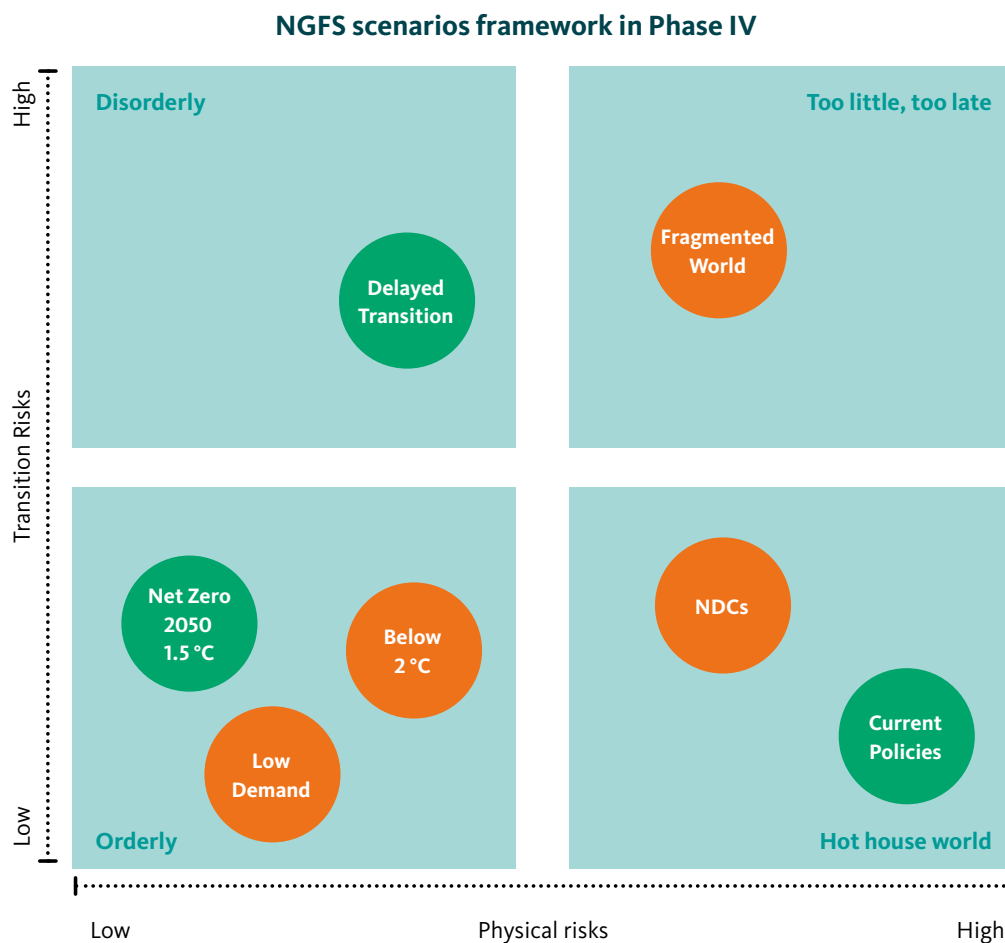 NGFS scenarios framework in Phase IV
High
Transition Risks
Low
Disorderly
Delayed
Transition
Too little, too late
Fragmented
World
Net Zero
2050
1.5 °C
Below
2 °C
Low
Demand
Orderly
NDCs
Current
Policies
Hot house world
Low
Physical risks
High